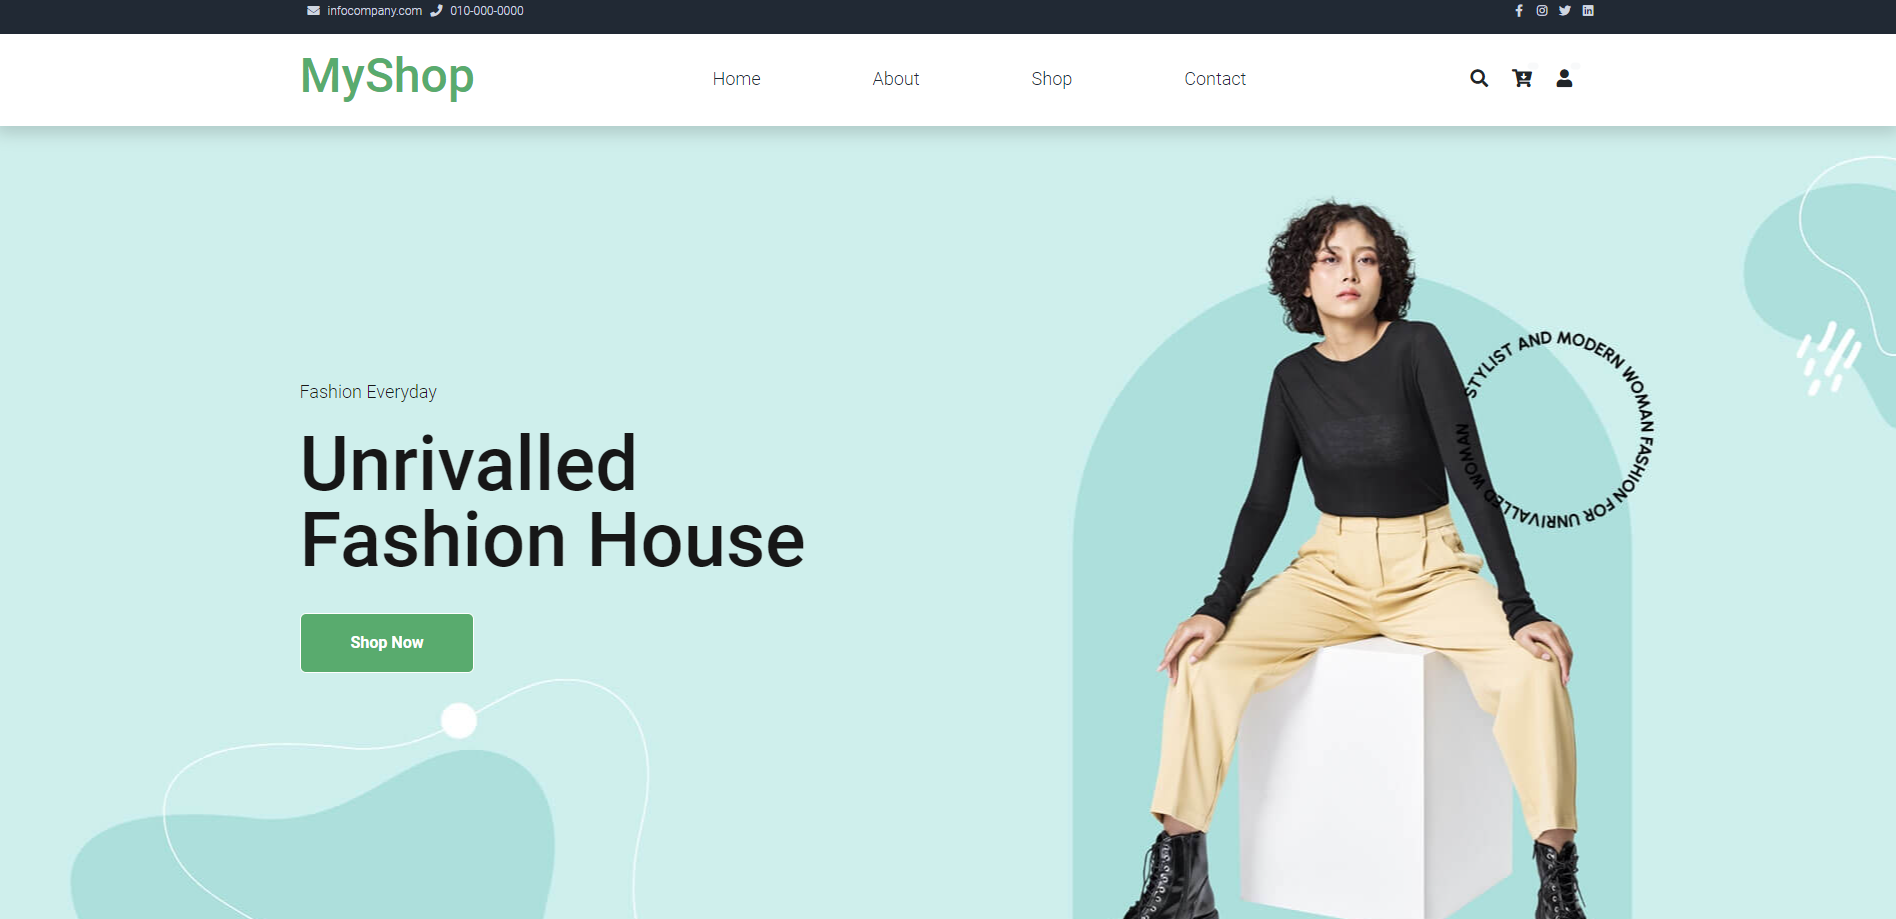 infocompany.com 010-000-0000
MyShop
Home About Shop Contact
Fashion Everyday
Unrivalled
Fashion House
Shop Now
STYLIST AND MODERN WOMAN FASHION FOR UNRIVALLED WOMAN